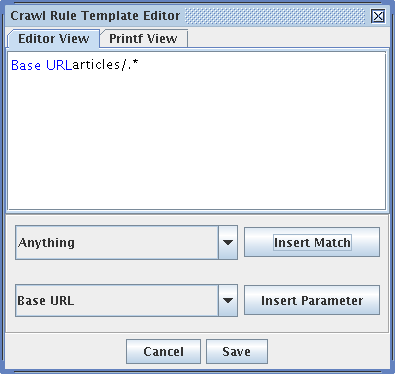 Crawl Rule Template Editor
Editor View Printf View
Base URLarticles/.*
Anything Insert Match
Base URL Insert Parameter
Cancel Save